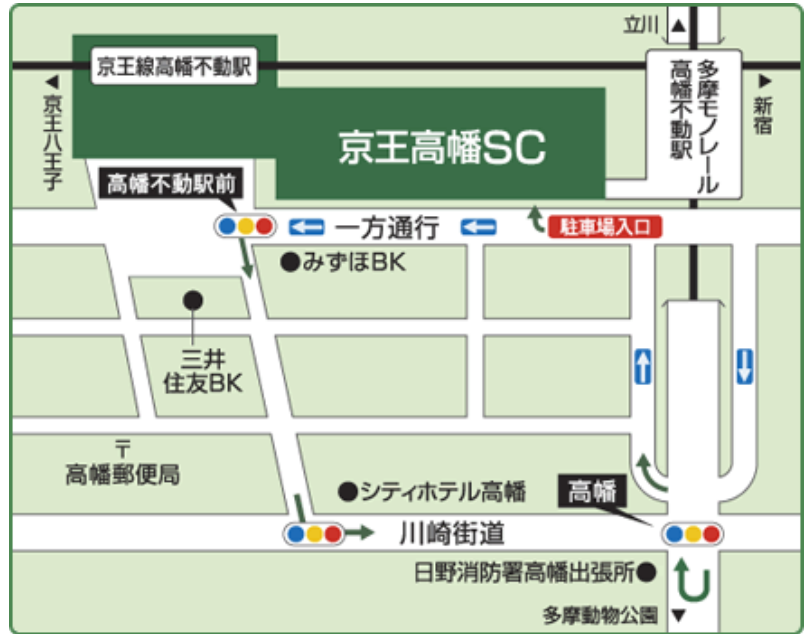 立川▲
京王線高幡不動駅
▲京王八王子
京王高幡SC
多摩モノレール
高幡不動駅
▲新宿
高幡不動駅前
一方通行
駐車場入口
●みずほBK
三井
住友BK
〒
高幡郵便局
●シティホテル高幡
高幡
川崎街道
日野消防署高幡出張所●
多摩動物公園▼